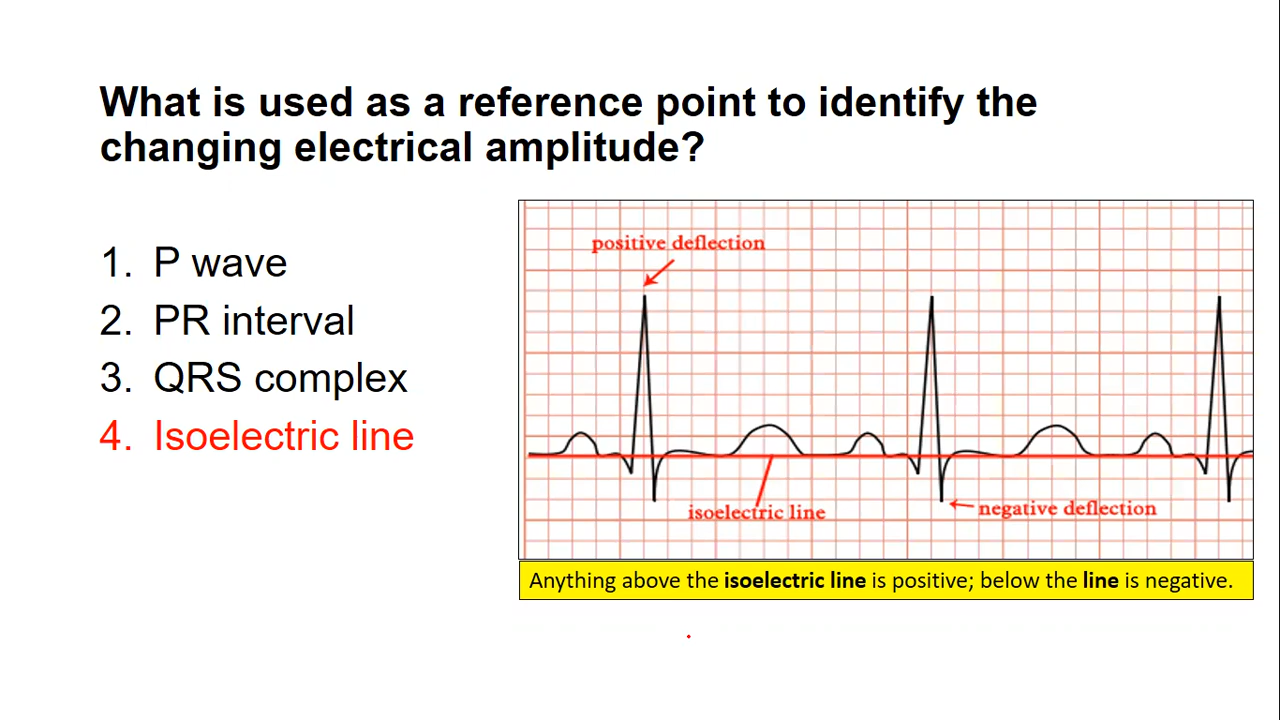 What is used as a reference point to identify the
changing electrical amplitude?
1. P wave
2. PR interval
3. QRS complex
4. Isoelectric line
positive deflection
isoelectric line
negative deflection
Anything above the isoelectric line is positive; below the line is negative.